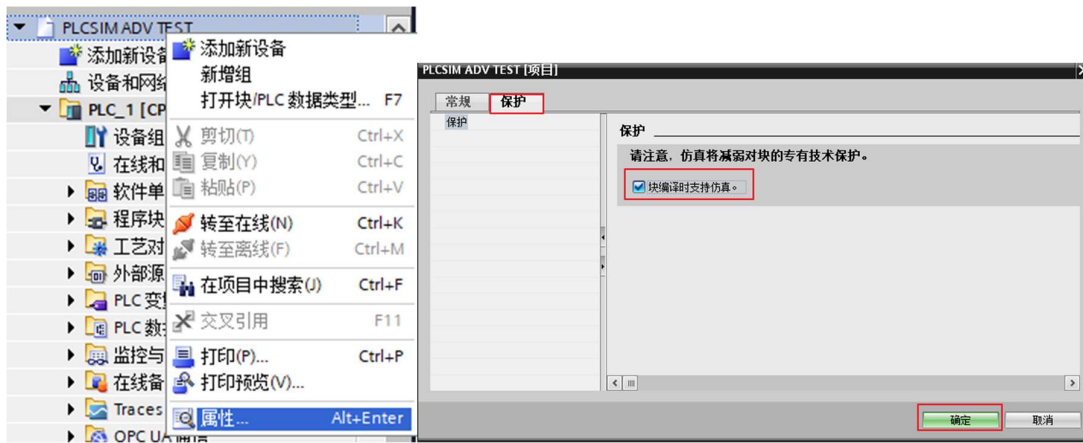 PLCSIM ADV TEST
添加新设
设备和网络
PLC_1 [CP
设备组
在线和
软件单
程序块
工艺对
外部源
PLC 变
PLC 数
监控与
在线备
Traces
OPC UA 通信
添加新设备
新增组
打开块/PLC 数据类型... F7
剪切(T) Ctrl+X
复制(Y) Ctrl+C
粘贴(P) Ctrl+V
转至在线(N) Ctrl+K
转至离线(F) Ctrl+M
在项目中搜索(J) Ctrl+F
交叉引用 F11
打印(P)... Ctrl+P
打印预览(V)...
属性... Alt+Enter
PLCSIM ADV TEST [项目]
常规 保护
保护
保护
请注意，仿真将减弱对块的专有技术保护。
块编译时支持仿真。
确定 取消